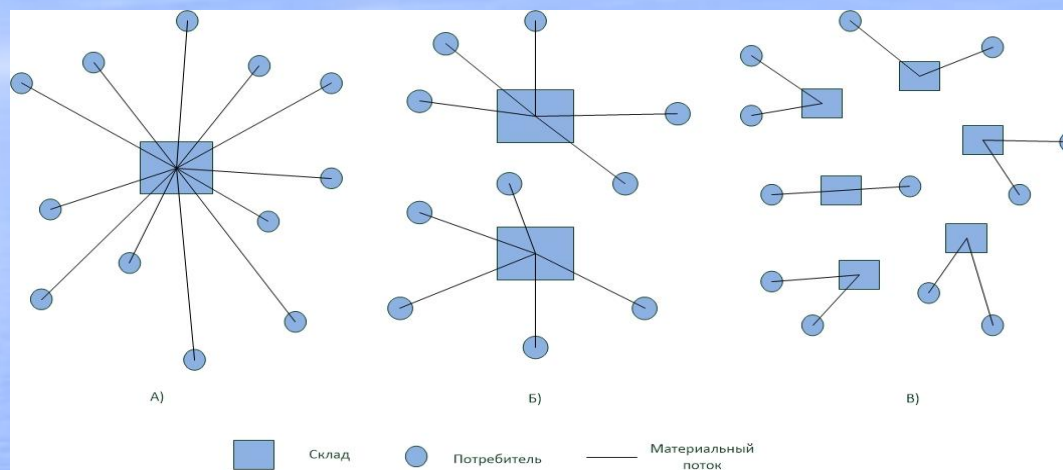 А)
Б)
В)
Склад
Потребитель
Материальный
поток